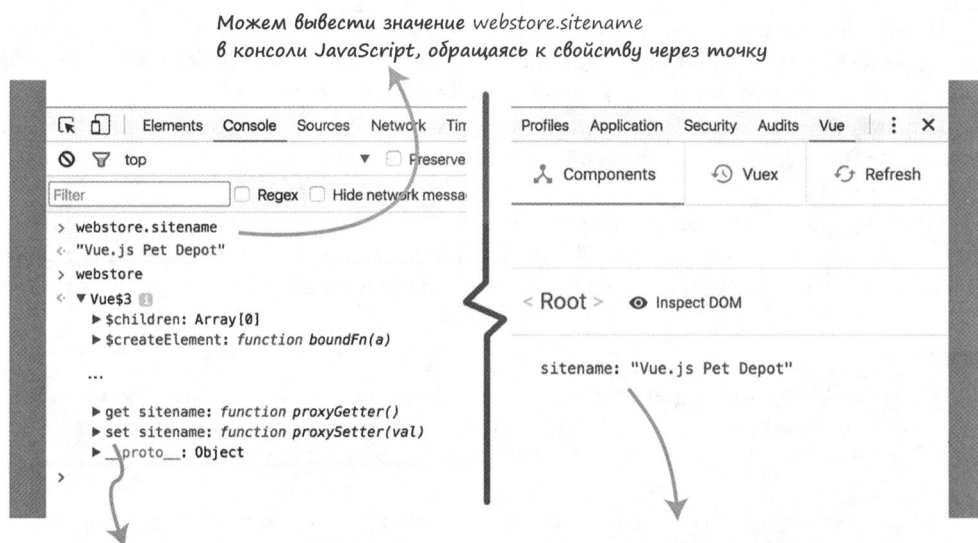 Можем вывести значение webstore.sitename
в консоли JavaScript, обращаясь к свойству через точку
Elements Console Sources Network Tim
top ▼ Preserve
Filter Regex Hide network messa
> webstore.sitename
<· "Vue.js Pet Depot"
> webstore
<· ▼Vue$3
▶$children: Array[0]
▶$createElement: function boundFn(a)
...
▶get sitename: function proxyGetter()
▶set sitename: function proxySetter(val)
▶__proto__: Object
>
Profiles Application Security Audits Vue
Components Vuex Refresh
< Root > Inspect DOM
sitename: "Vue.js Pet Depot"